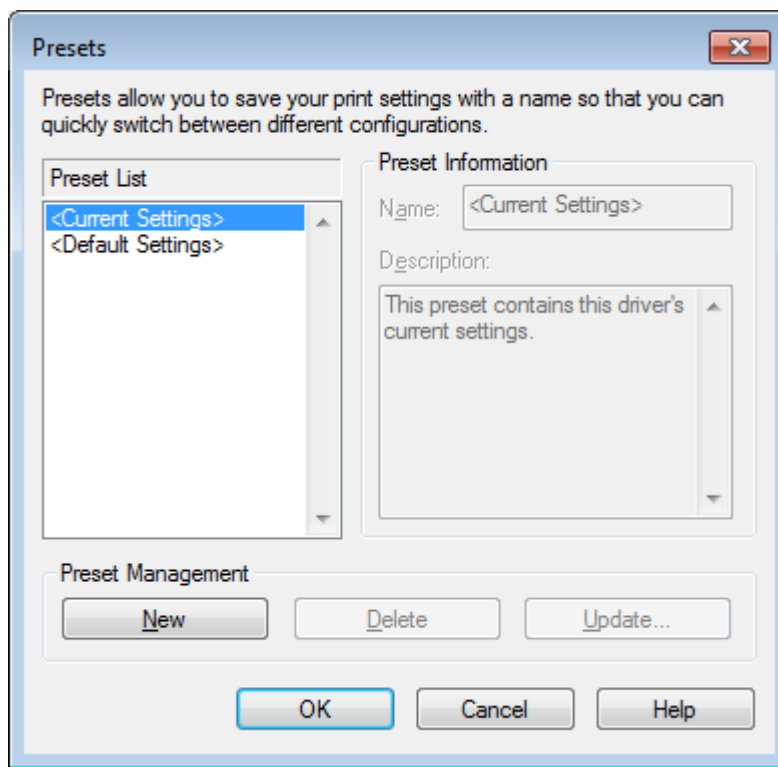 Presets
Presets allow you to save your print settings with a name so that you can
quickly switch between different configurations.
Preset List
<Current Settings>
<Default Settings>
Preset Information
Name: <Current Settings>
Description:
This preset contains this driver's
current settings.
Preset Management
New Delete Update...
OK Cancel Help